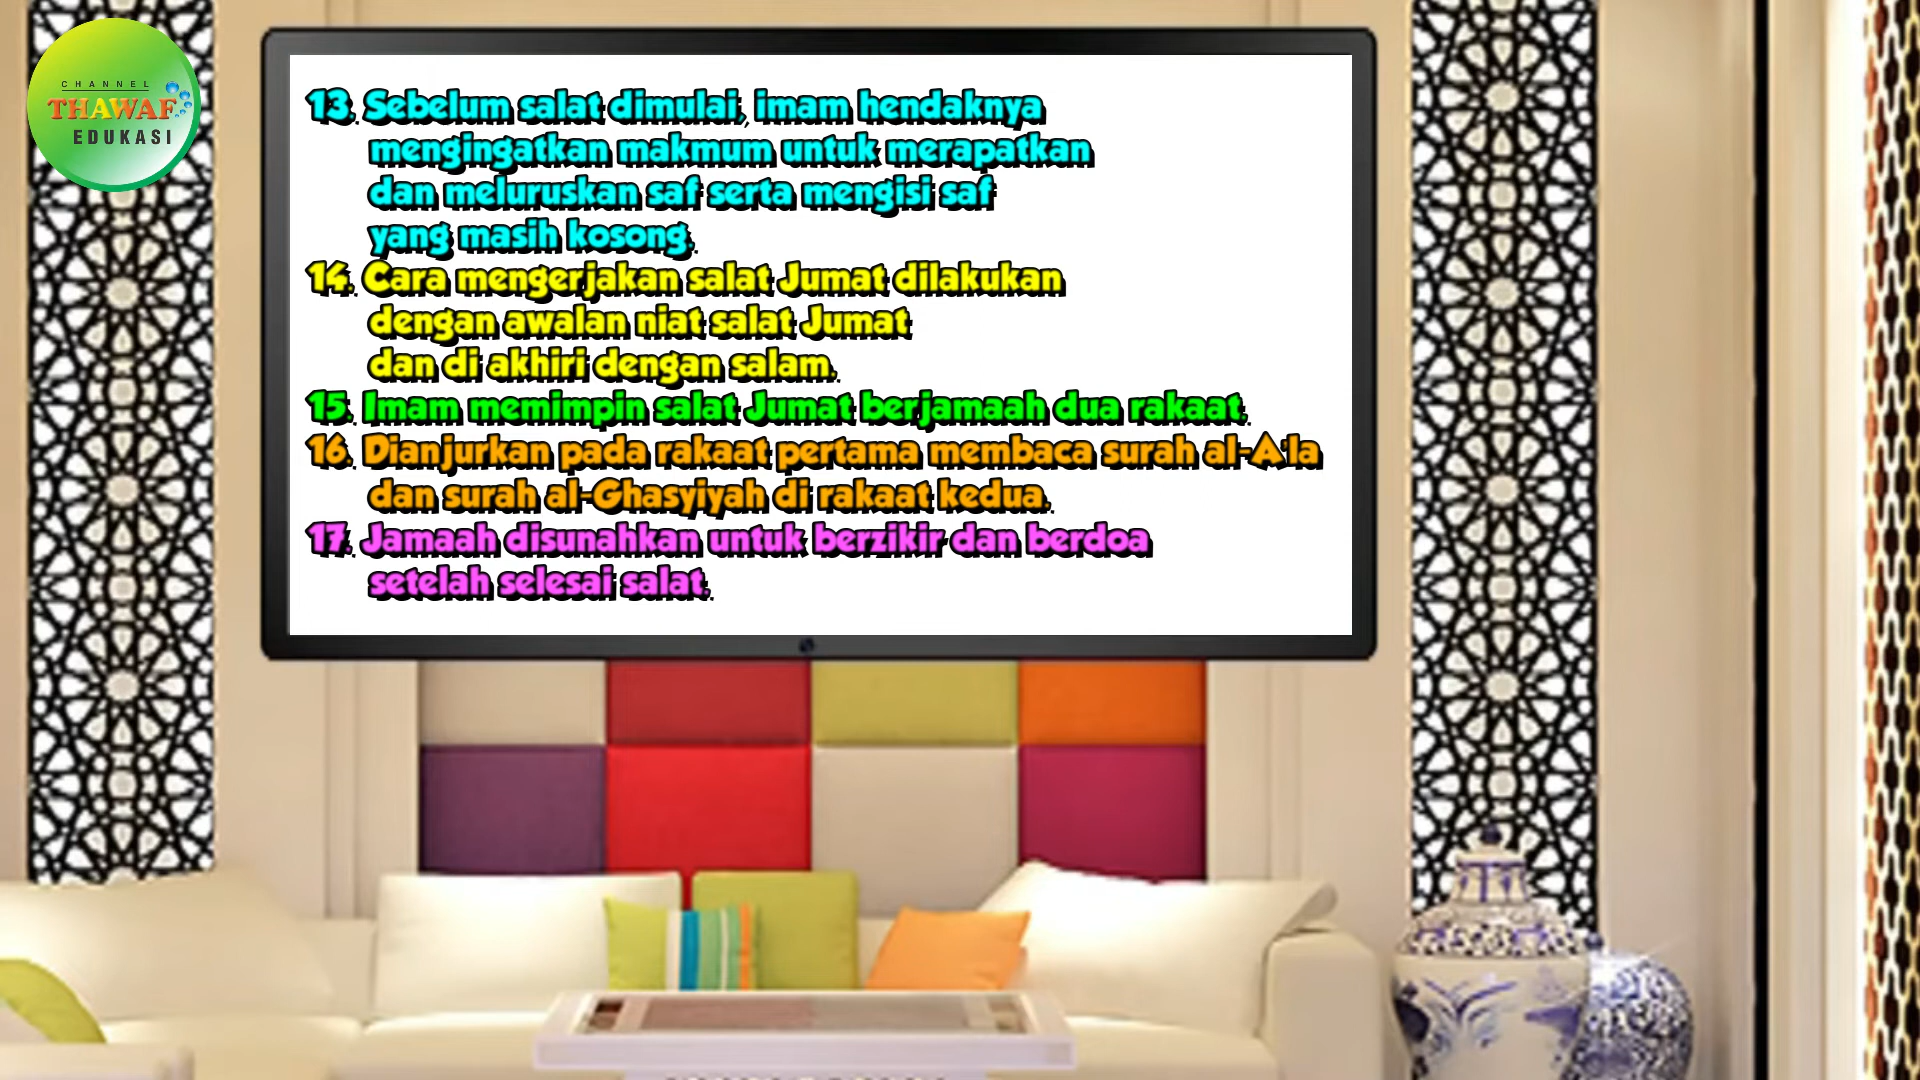 CHANNEL
THAWAF
EDUKASI
13. Sebelum salat dimulai, imam hendaknya
mengingatkan makmum untuk merapatkan
dan meluruskan saf serta mengisi saf
yang masih kosong.
14. Cara mengerjakan salat Jumat dilakukan
dengan awalan niat salat Jumat
dan di akhiri dengan salam.
15. Imam memimpin salat Jumat berjamaah dua rakaat.
16. Dianjurkan pada rakaat pertama membaca surah al-A'la
dan surah al-Ghasyiyah di rakaat kedua.
17. Jamaah disunahkan untuk berzikir dan berdoa
setelah selesai salat.